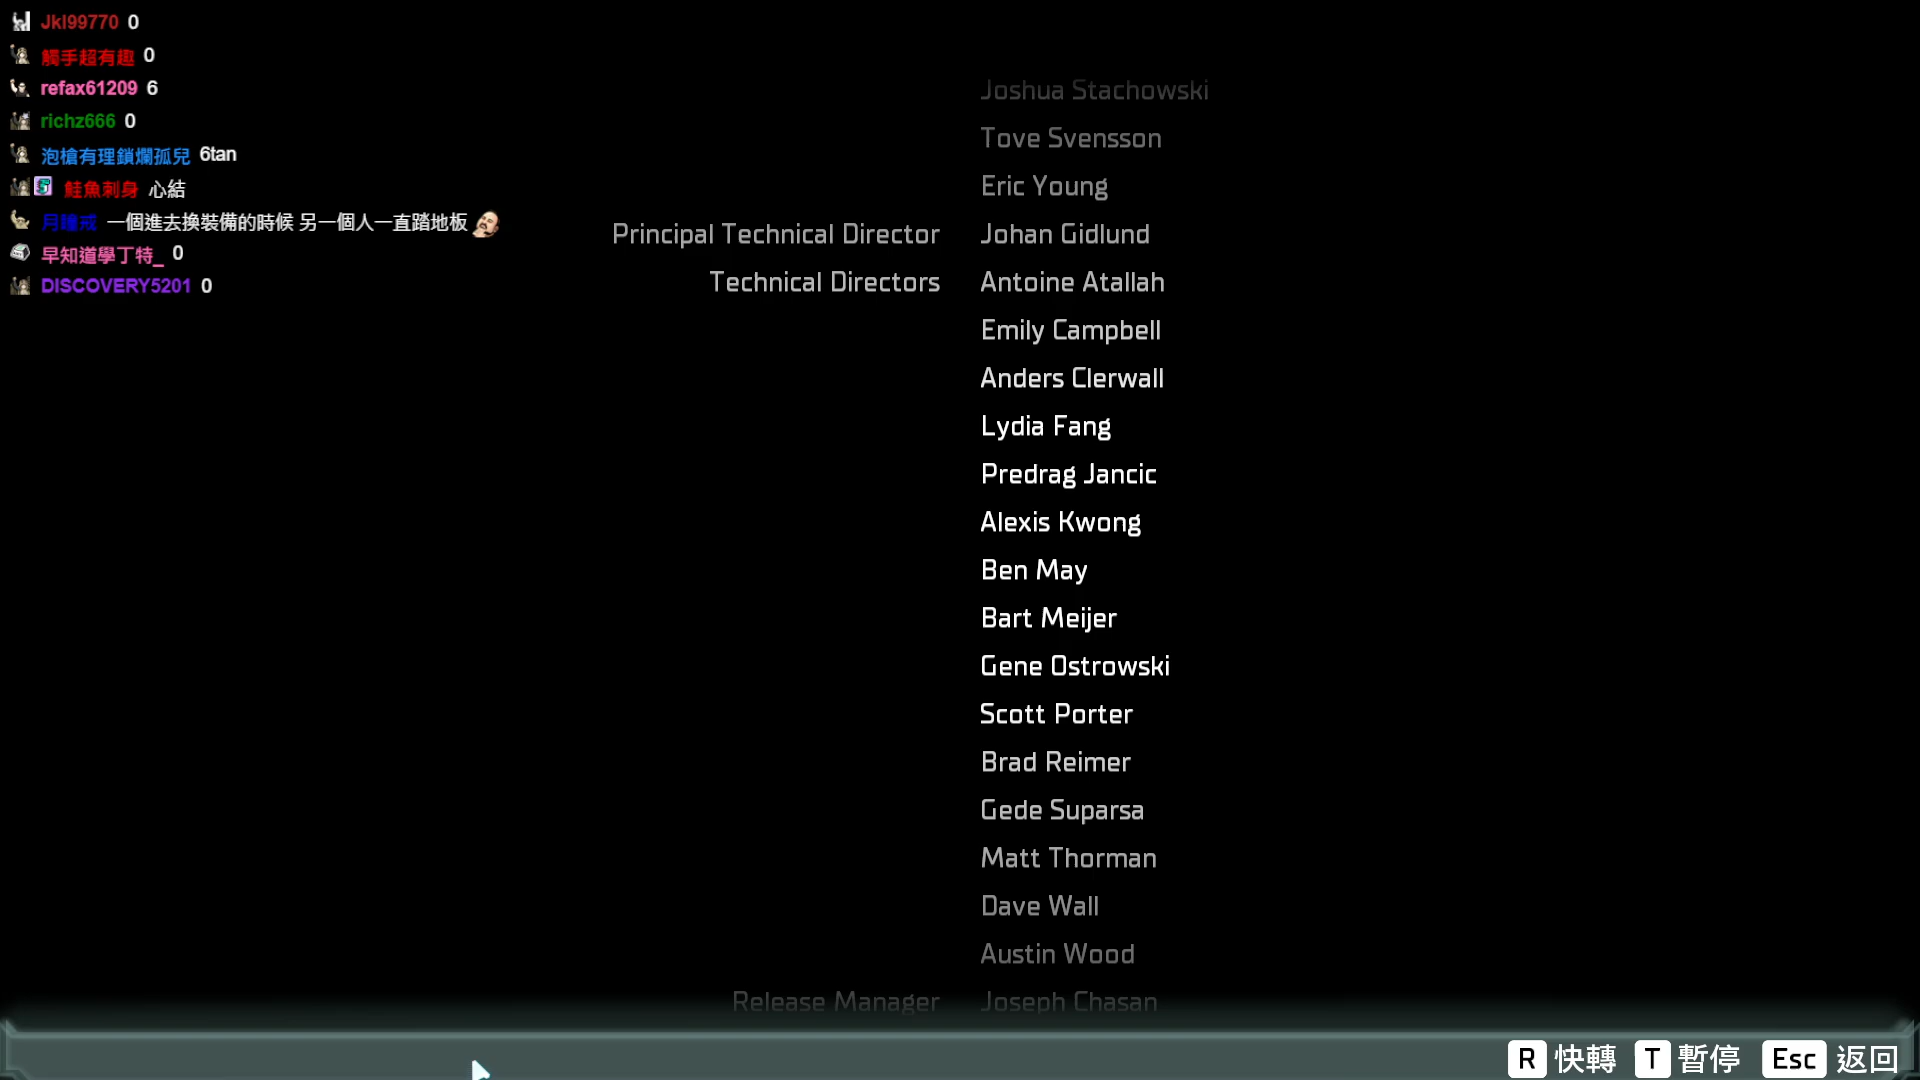 Jkl99770 0
觸手超有趣 0
refax61209 6
richz666 0
泡槍有理鎖爛孤兒 6tan
鮭魚刺身 心結
月瞳戒 一個進去換裝備的時候 另一個人一直踏地板
早知道學丁特_ 0
DISCOVERY5201 0
Joshua Stachowski
Tove Svensson
Eric Young
Principal Technical Director Johan Gidlund
Technical Directors Antoine Atallah
Emily Campbell
Anders Clerwall
Lydia Fang
Predrag Jancic
Alexis Kwong
Ben May
Bart Meijer
Gene Ostrowski
Scott Porter
Brad Reimer
Gede Suparsa
Matt Thorman
Dave Wall
Austin Wood
Release Manager Joseph Chasan
R 快轉 T 暫停 Esc 返回